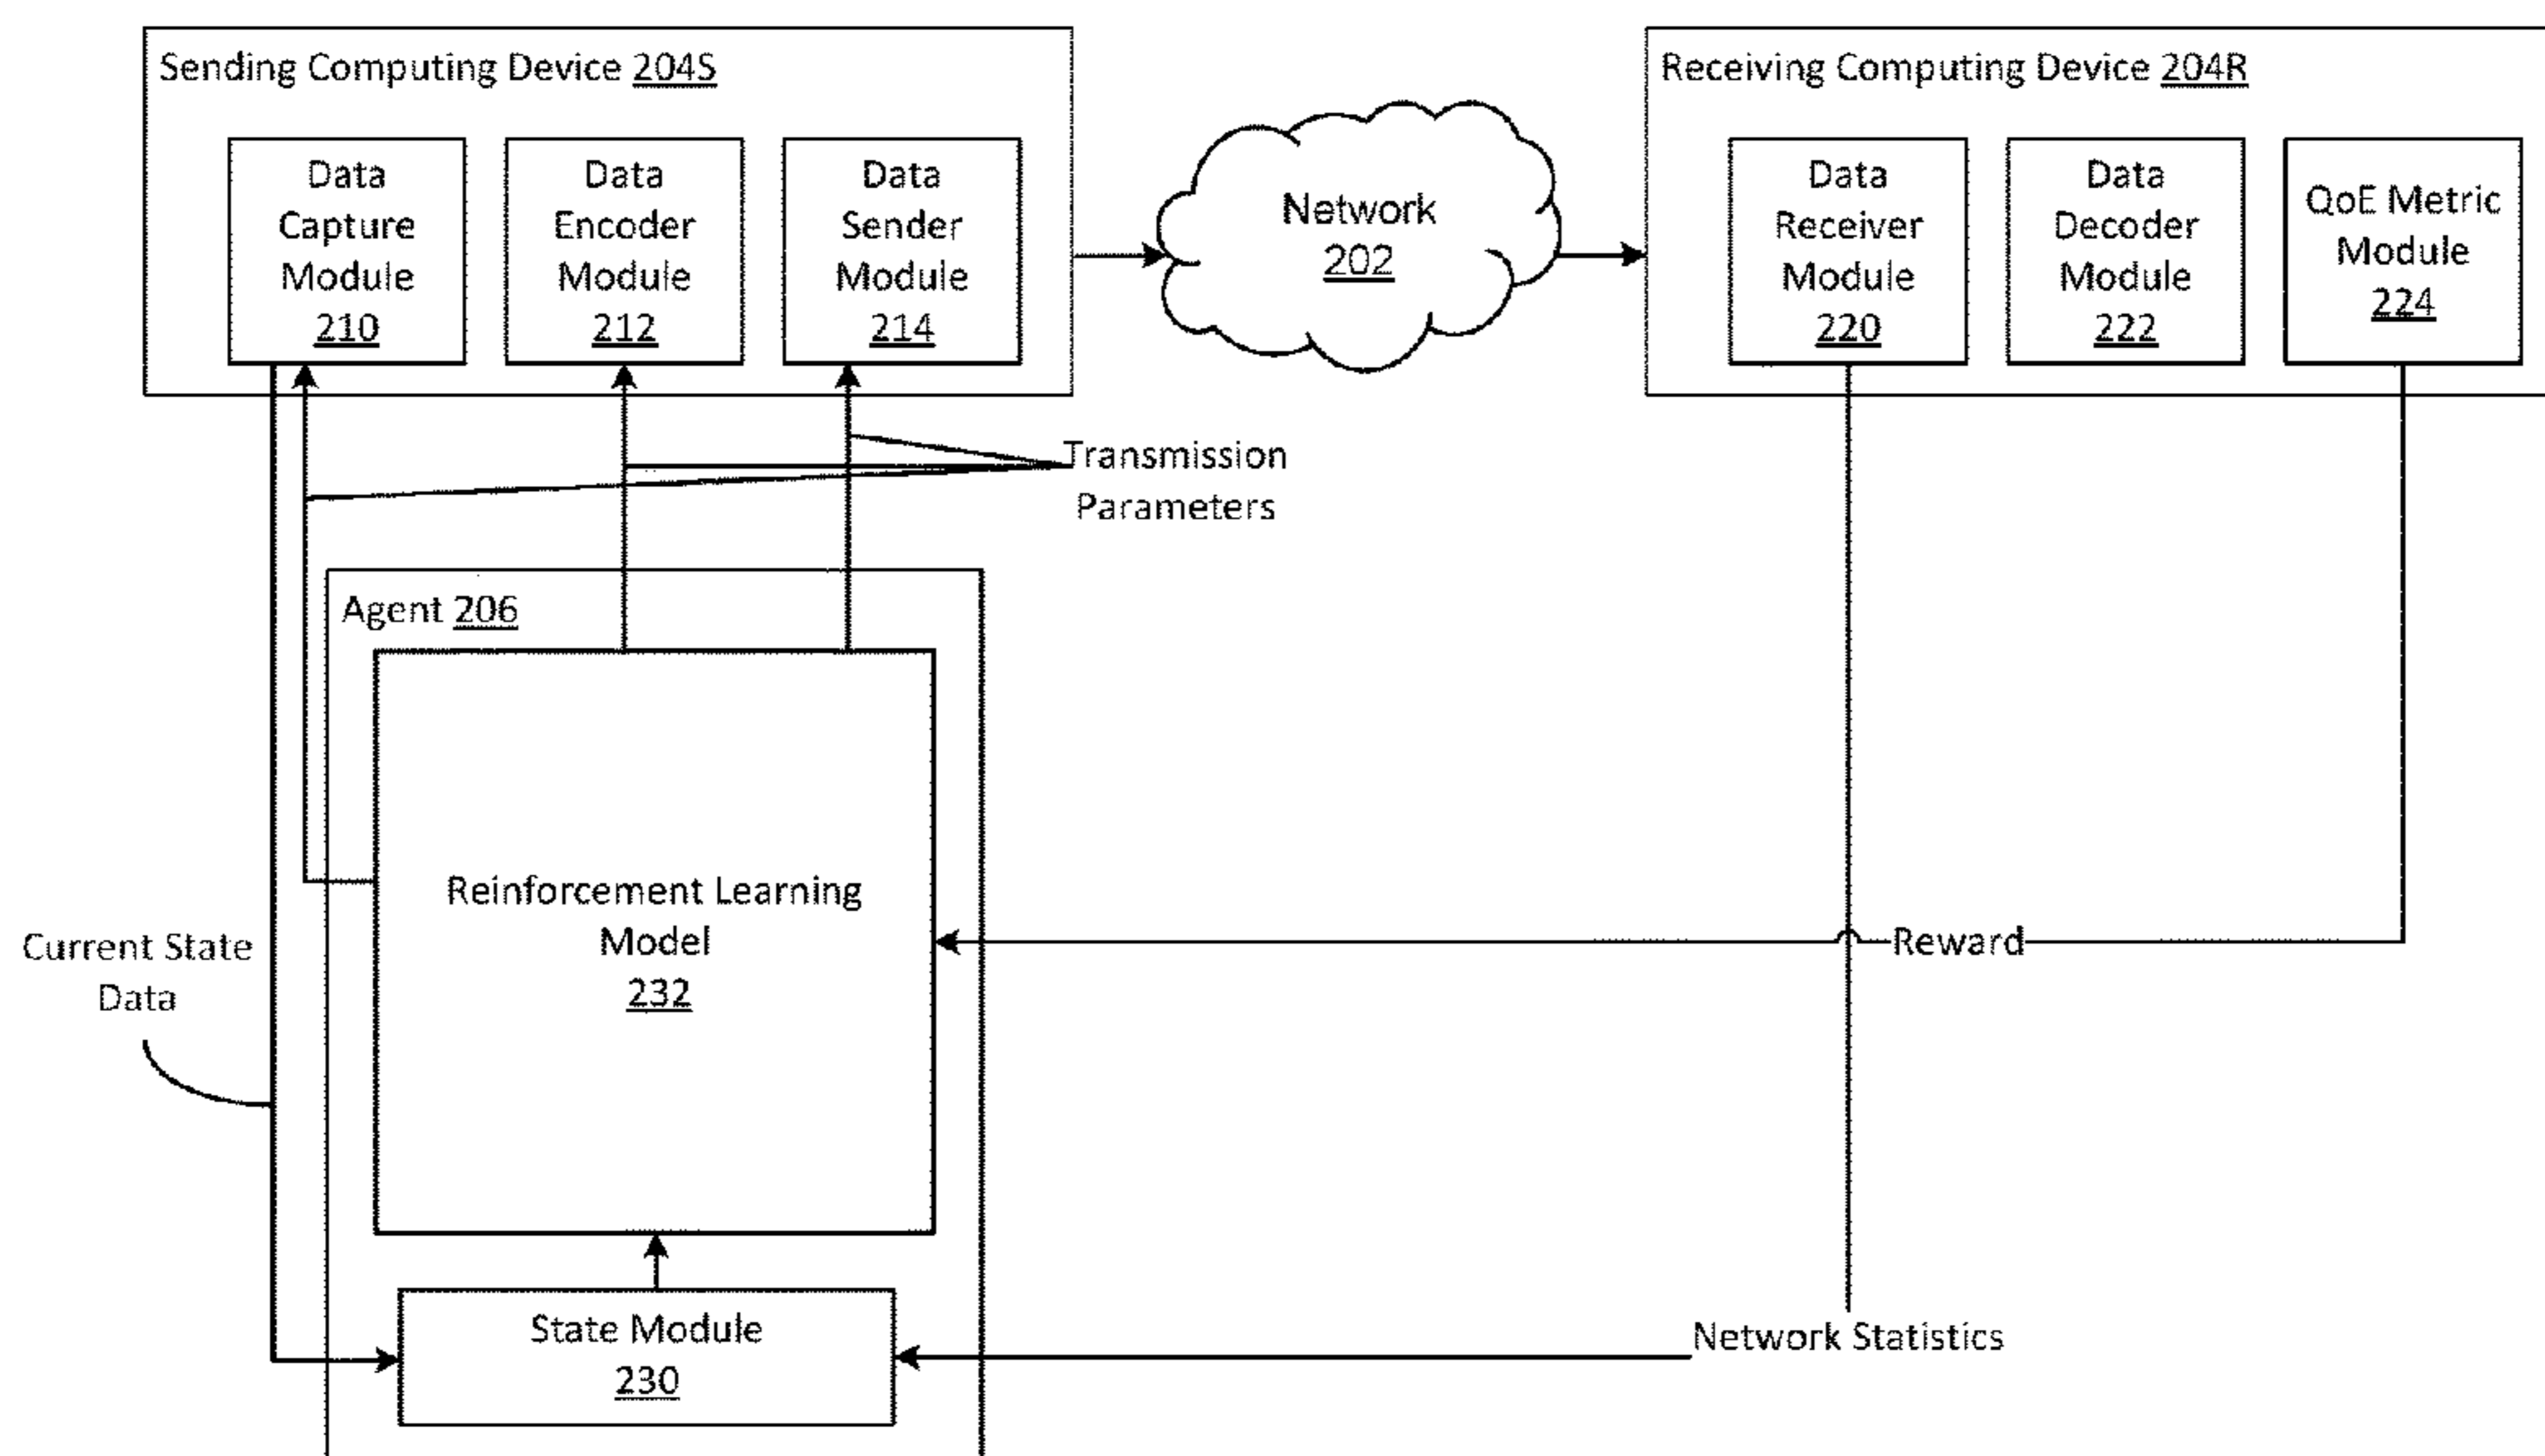 Sending Computing Device 204S
Data
Capture
Module
210
Data
Encoder
Module
212
Data
Sender
Module
214
Network
202
Receiving Computing Device 204R
Data
Receiver
Module
220
Data
Decoder
Module
222
QoE Metric
Module
224
Transmission
Parameters
Agent 206
Reinforcement Learning
Model
232
Current State
Data
Reward
State Module
230
Network Statistics